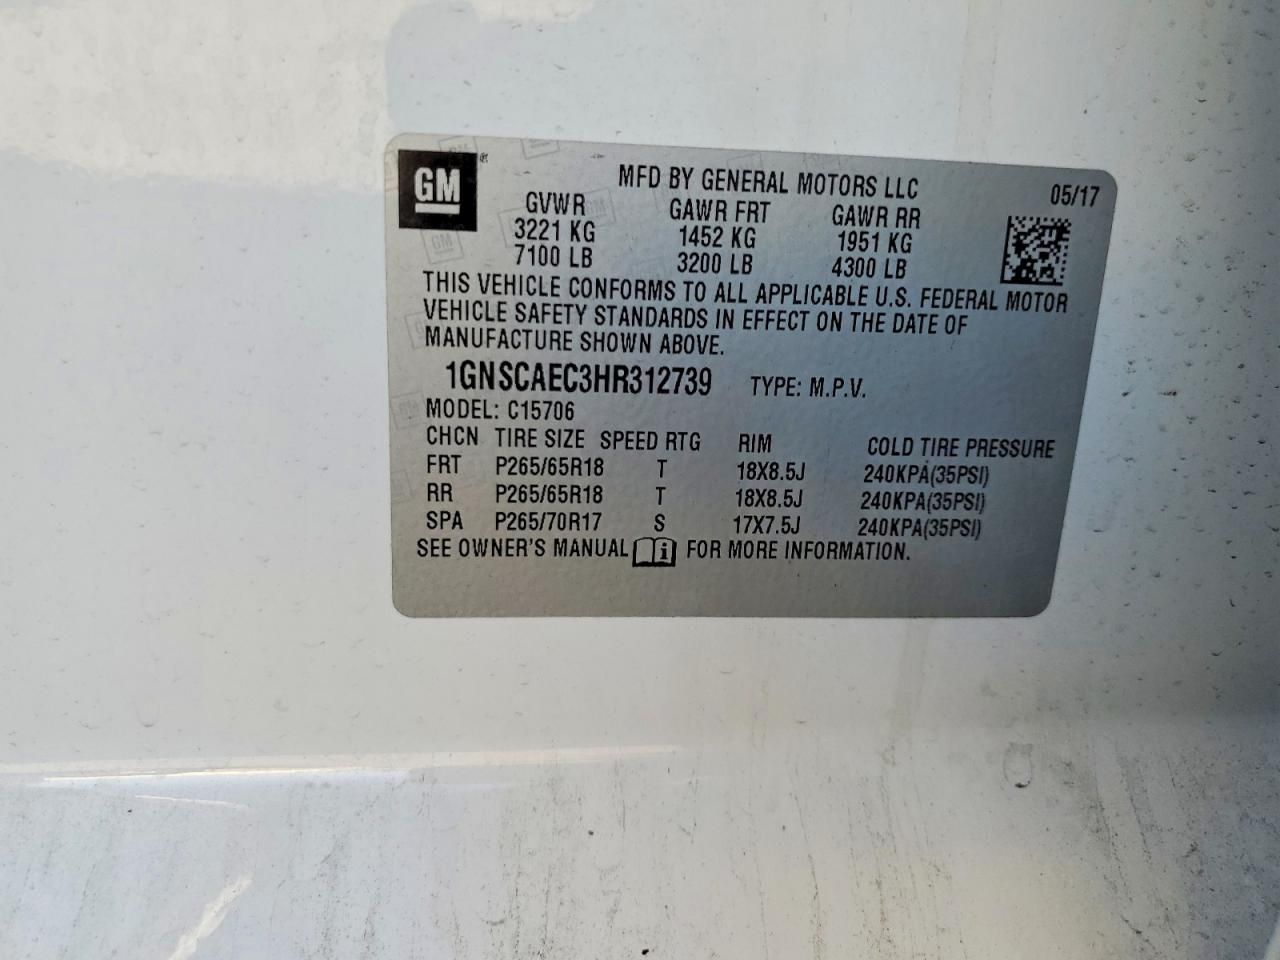 GM
MFD BY GENERAL MOTORS LLC 05/17
GVWR GAWR FRT GAWR RR
3221 KG 1452 KG 1951 KG
7100 LB 3200 LB 4300 LB
THIS VEHICLE CONFORMS TO ALL APPLICABLE U.S. FEDERAL MOTOR
VEHICLE SAFETY STANDARDS IN EFFECT ON THE DATE OF
MANUFACTURE SHOWN ABOVE.
1GNSCAEC3HR312739 TYPE: M.P.V.
MODEL: C15706
CHCN TIRE SIZE SPEED RTG RIM COLD TIRE PRESSURE
FRT P265/65R18 T 18X8.5J 240KPA(35PSI)
RR P265/65R18 T 18X8.5J 240KPA(35PSI)
SPA P265/70R17 S 17X7.5J 240KPA(35PSI)
SEE OWNER'S MANUAL i FOR MORE INFORMATION.